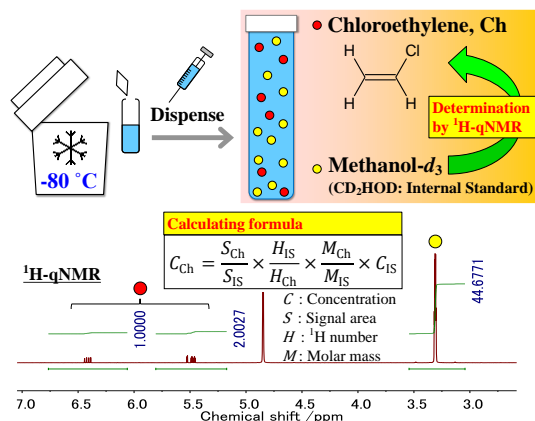 Chloroethylene, Ch
H
Cl
H
H
Dispense
-80 ˚C
Determination
by ¹H-qNMR
Methanol-d₃
(CD₂HOD: Internal Standard)
Calculating formula
C_Ch = S_Ch/S_IS × H_IS/H_Ch × M_Ch/M_IS × C_IS
¹H-qNMR
C : Concentration
S : Signal area
H : ¹H number
M : Molar mass
1.0000
2.0027
44.6771
7.0 6.5 6.0 5.5 5.0 4.5 4.0 3.5 3.0
Chemical shift /ppm